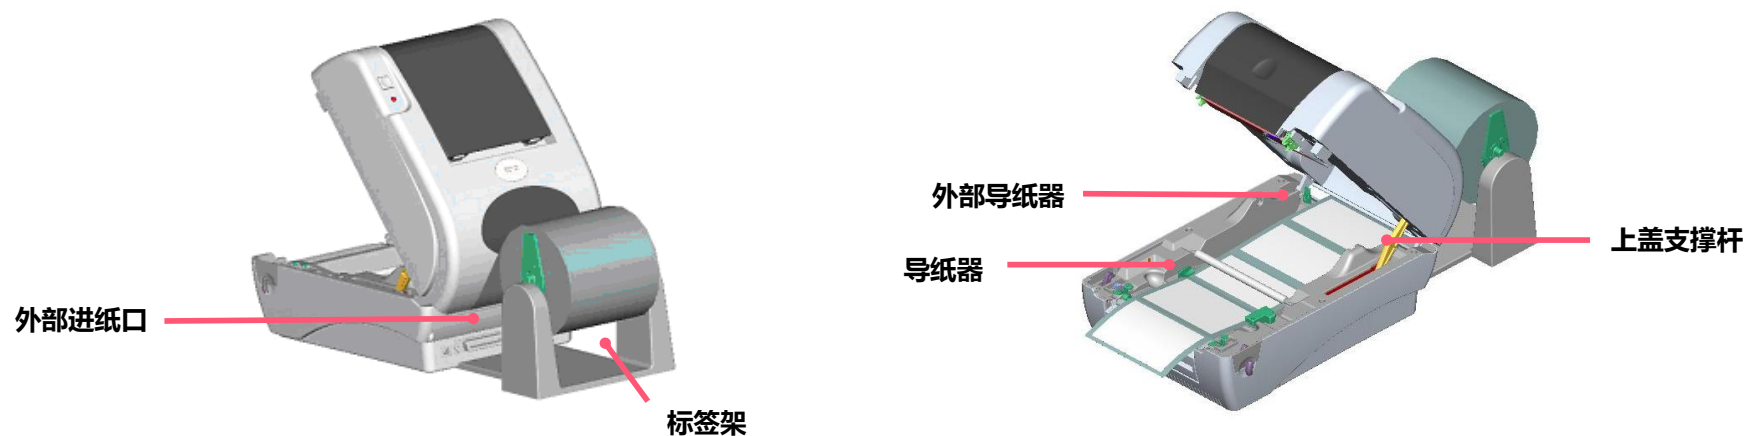 外部进纸口
标签架
外部导纸器
导纸器
上盖支撑杆